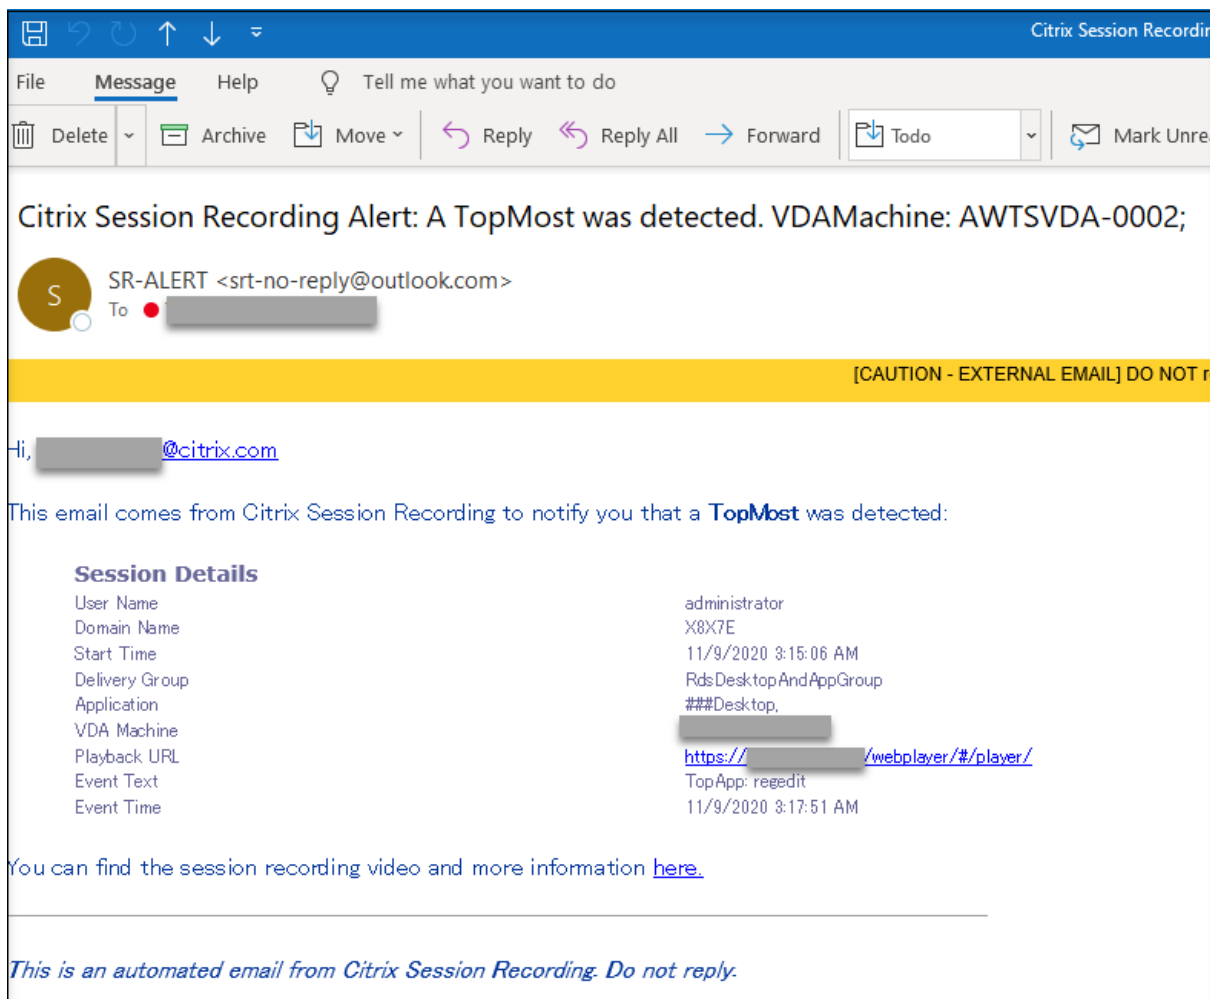 Citrix Session Recordin
File Message Help Tell me what you want to do
Delete Archive Move Reply Reply All Forward Todo Mark Unre
Citrix Session Recording Alert: A TopMost was detected. VDAMachine: AWTSVDA-0002;
S
SR-ALERT <srt-no-reply@outlook.com>
To
[CAUTION - EXTERNAL EMAIL] DO NOT r
Hi, @citrix.com
This email comes from Citrix Session Recording to notify you that a TopMost was detected:
Session Details
User Name administrator
Domain Name X8X7E
Start Time 11/9/2020 3:15:06 AM
Delivery Group RdsDesktopAndAppGroup
Application ###Desktop,
VDA Machine
Playback URL https:// /webplayer/#/player/
Event Text TopApp: regedit
Event Time 11/9/2020 3:17:51 AM
You can find the session recording video and more information here.
This is an automated email from Citrix Session Recording. Do not reply.